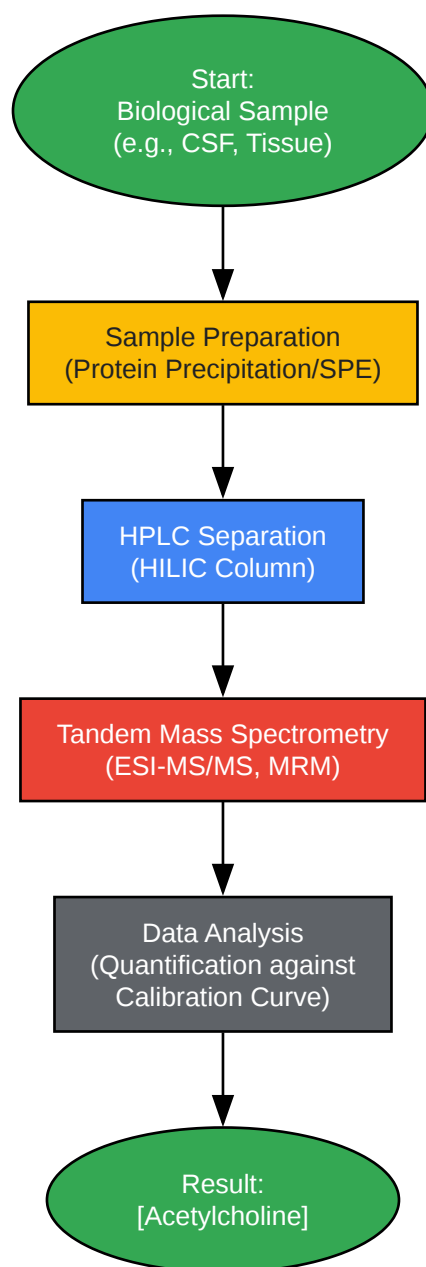 Start:
Biological Sample
(e.g., CSF, Tissue)
Sample Preparation
(Protein Precipitation/SPE)
HPLC Separation
(HILIC Column)
Tandem Mass Spectrometry
(ESI-MS/MS, MRM)
Data Analysis
(Quantification against
Calibration Curve)
Result:
[Acetylcholine]